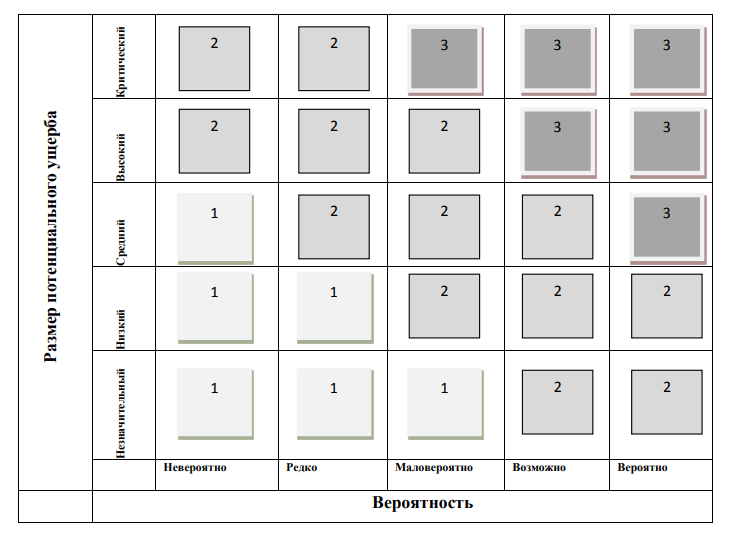 Размер потенциального ущерба
Критический
2 2 3 3 3
Высокий
2 2 2 3 3
Средний
1 2 2 2 3
Низкий
1 1 2 2 2
Незначительный
1 1 1 2 2
Невероятно Редко Маловероятно Возможно Вероятно
Вероятность